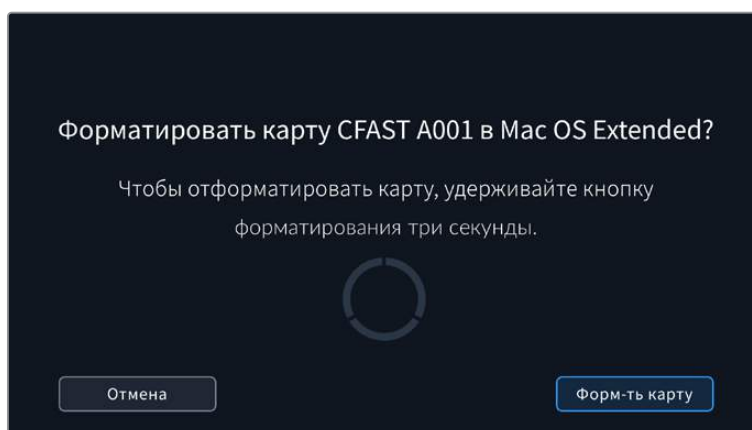 Форматировать карту CFAST A001 в Mac OS Extended?
Чтобы отформатировать карту, удерживайте кнопку
форматирования три секунды.
Отмена
Форм-ть карту